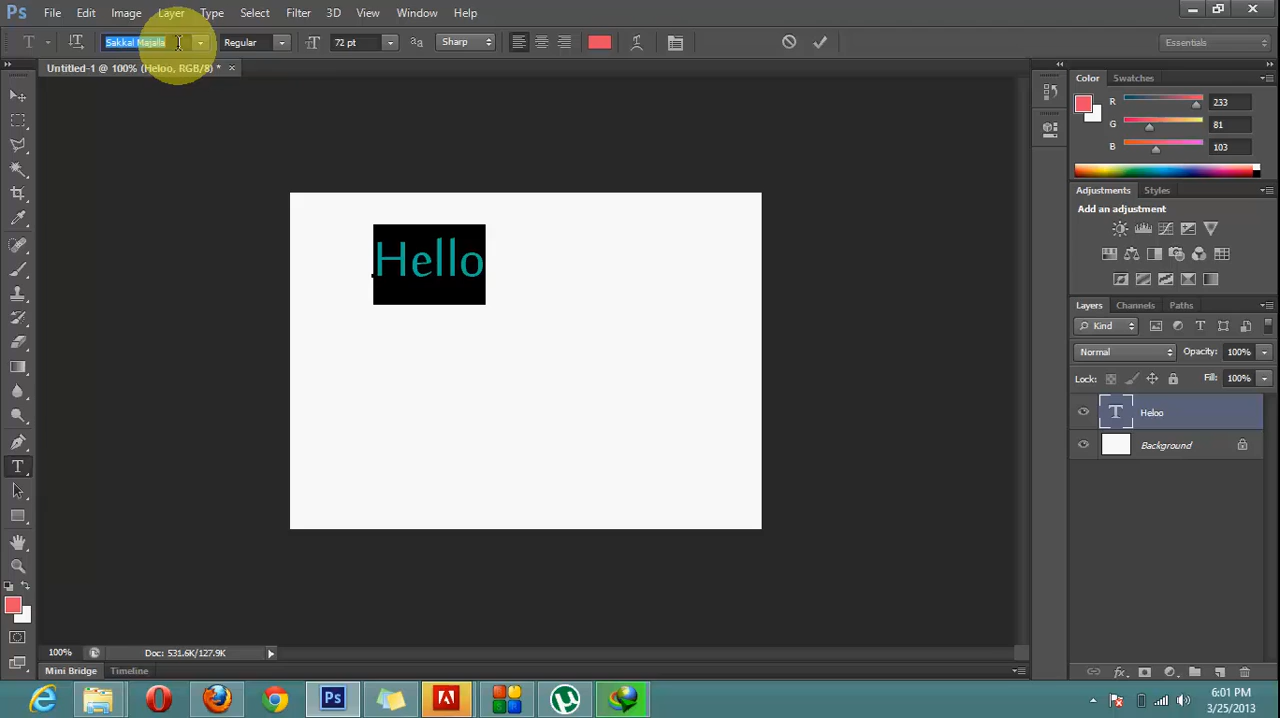 Ps File Edit Image Layer Type Select Filter 3D View Window Help
T Sakkal Majalla Regular 72 pt aa Sharp Essentials
Untitled-1 @ 100% (Heloo, RGB/8) * ×
Color Swatches
R 233
G 81
B 103
Adjustments Styles
Add an adjustment
Hello
Layers Channels Paths
Kind T
Normal Opacity: 100%
Lock: Fill: 100%
T Heloo
Background
T
100% Doc: 531.6K/127.9K
Mini Bridge Timeline
fx
Ps
6:01 PM
3/25/2013